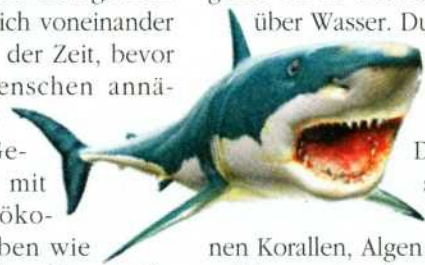 ich voneinander
der Zeit, bevor
enschen annä-
Ge-
mit
öko-
ben wie
über Wasser. Du
D
nen Korallen, Algen